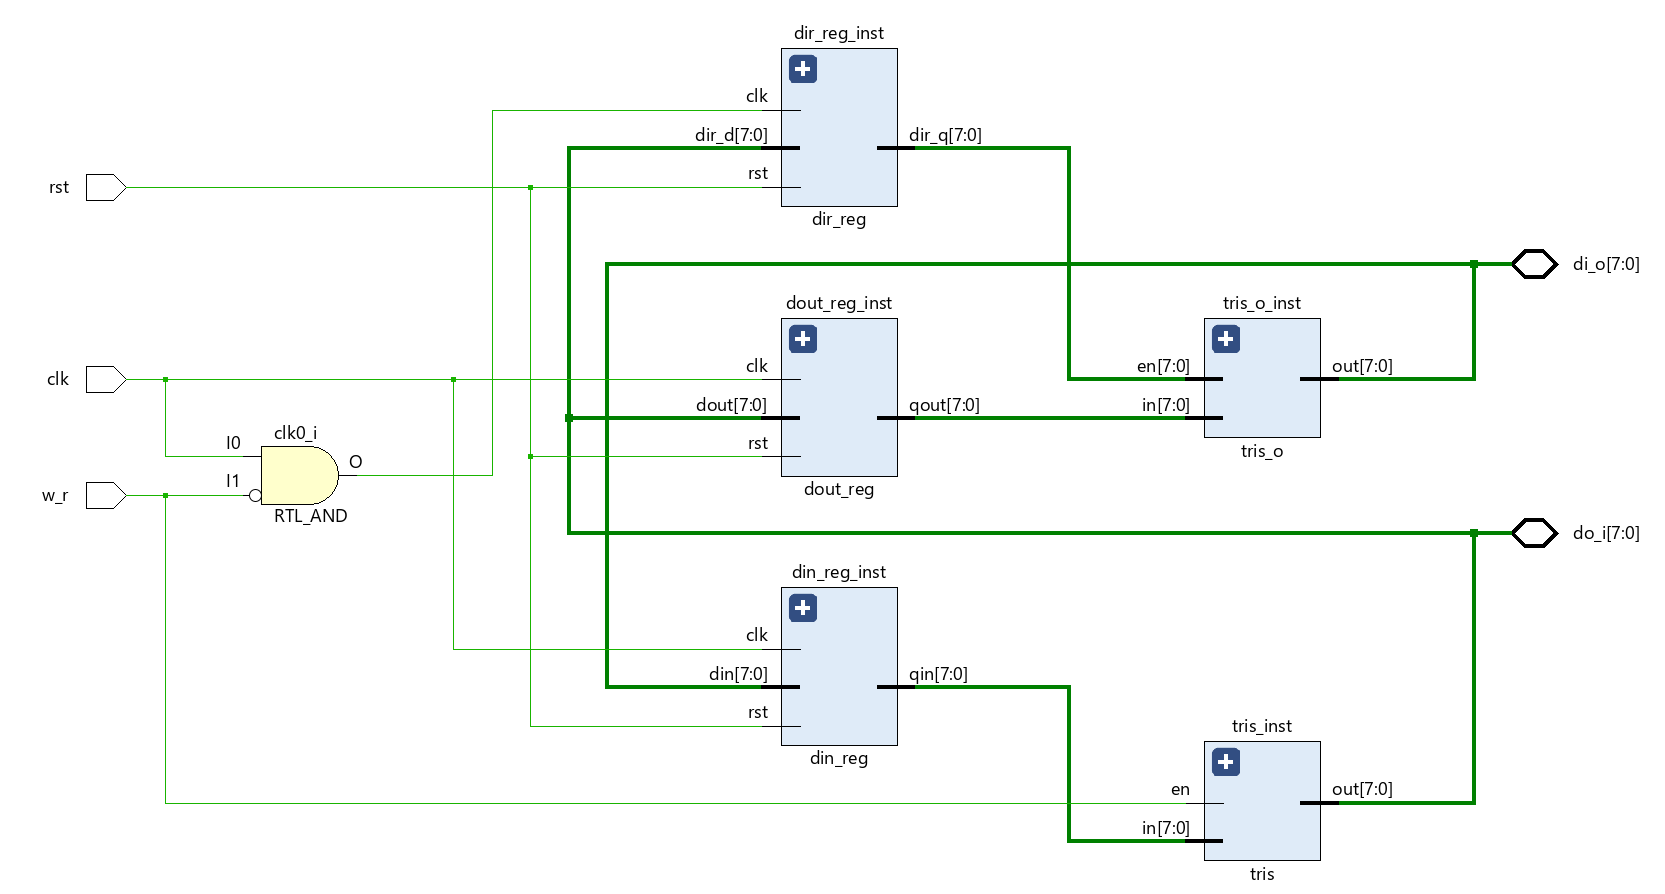 dir_reg_inst
clk
dir_d[7:0]
dir_q[7:0]
rst
rst
dir_reg
di_o[7:0]
dout_reg_inst
tris_o_inst
clk
clk
en[7:0]
out[7:0]
dout[7:0]
qout[7:0]
in[7:0]
clk0_i
I0
rst
tris_o
O
I1
w_r
dout_reg
RTL_AND
do_i[7:0]
din_reg_inst
clk
din[7:0]
qin[7:0]
rst
tris_inst
din_reg
en
out[7:0]
in[7:0]
tris